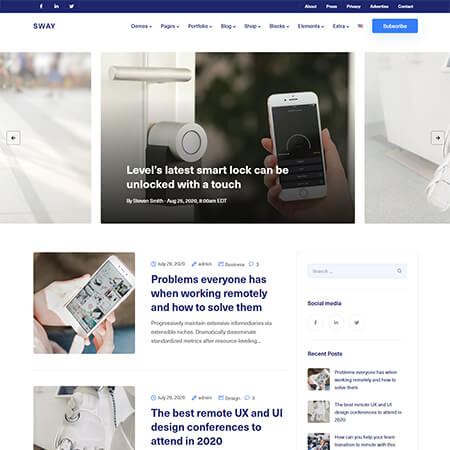 About Press Privacy Advertise Contact
SWAY
Demos Pages Portfolio Blog Shop Blocks Elements Extra Subscribe
Level's latest smart lock can be
unlocked with a touch
By Steven Smith - Aug 25, 2020, 8:00am EDT
July 28, 2020 admin Business 3
Problems everyone has
when working remotely
and how to solve them
Progressively maintain extensive infomediaries via
extensible niches. Dramatically disseminate
standardized metrics after resource-leveling...
July 28, 2020 admin Design 3
The best remote UX and UI
design conferences to
attend in 2020
Search ...
Social media
Recent Posts
Problems everyone has when
working remotely and how to
solve them
The best remote UX and UI
design conferences to attend in
2020
How can you help your team
transition to remote with this